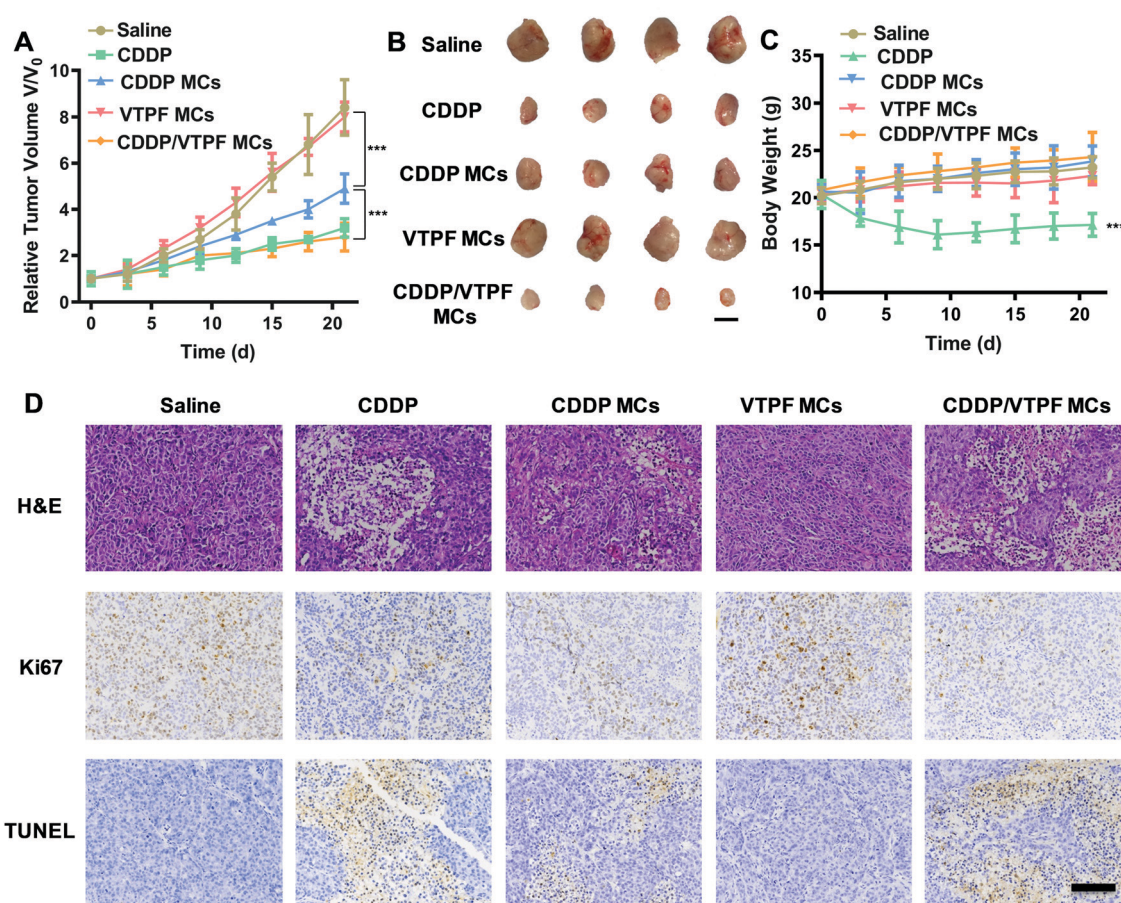 A
Saline
CDDP
CDDP MCs
VTPF MCs
CDDP/VTPF MCs
Relative Tumor Volume V/V0
10
8
6
4
2
0
0 5 10 15 20
Time (d)
***
***
B
Saline
CDDP
CDDP MCs
VTPF MCs
CDDP/VTPF
MCs
C
Saline
CDDP
CDDP MCs
VTPF MCs
CDDP/VTPF MCs
Body Weight (g)
30
25
20
15
10
0 5 10 15 20
Time (d)
D
Saline CDDP CDDP MCs VTPF MCs CDDP/VTPF MCs
H&E
Ki67
TUNEL